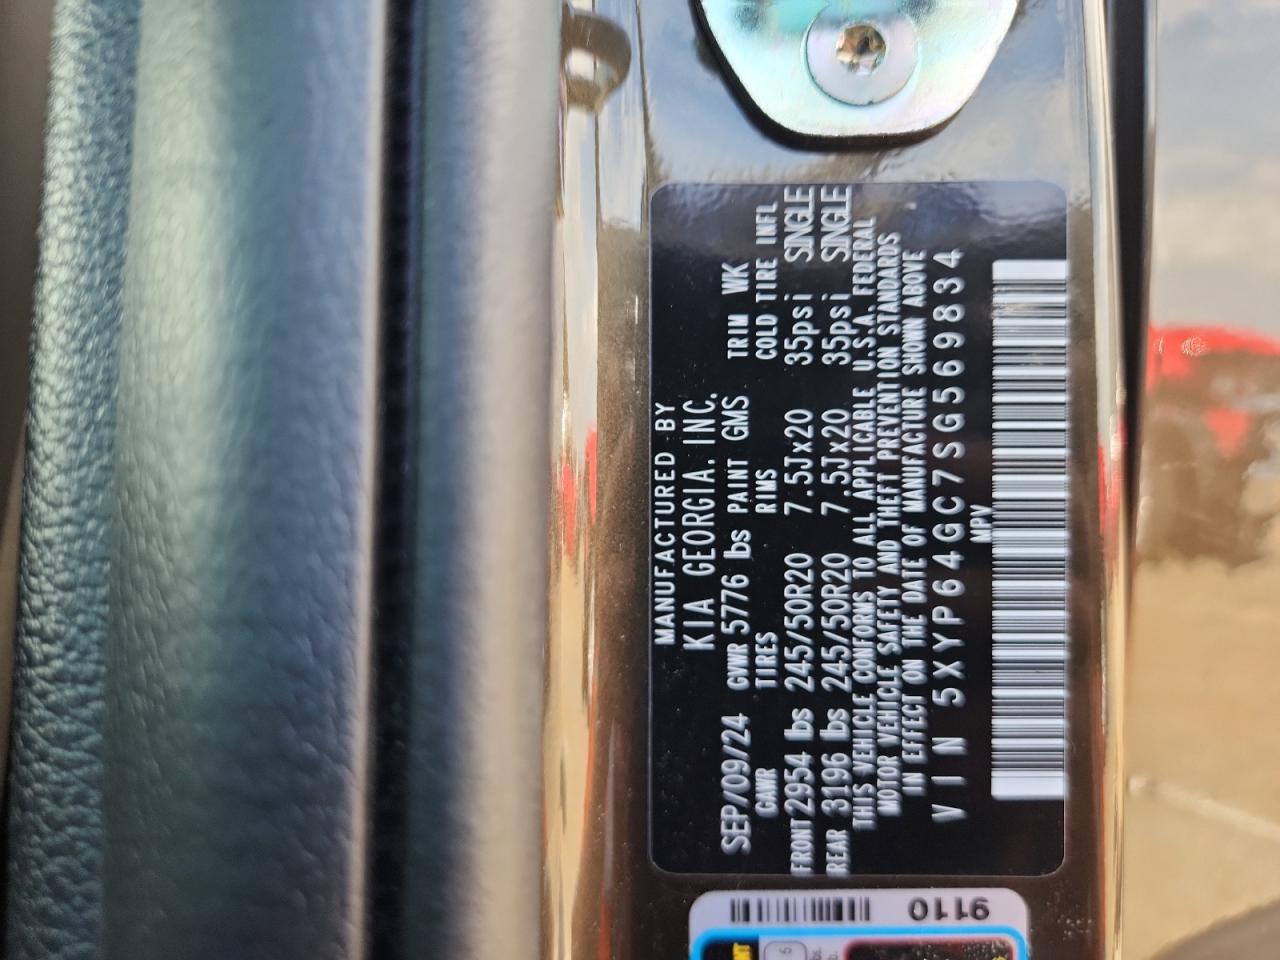 MANUFACTURED BY
KIA GEORGIA. INC.
SEP/09/24 GVWR 5776 lbs PAINT GMS TRIM WK
GAWR TIRES RIMS COLD TIRE INFL
FRONT 2954 lbs 245/50R20 7.5Jx20 35psi SINGLE
REAR 3196 lbs 245/50R20 7.5Jx20 35psi SINGLE
THIS VEHICLE CONFORMS TO ALL APPLICABLE U.S.A. FEDERAL
MOTOR VEHICLE SAFETY AND THEFT PREVENTION STANDARDS
IN EFFECT ON THE DATE OF MANUFACTURE SHOWN ABOVE
VIN 5XYP64GC7SG569834
MPV
9110